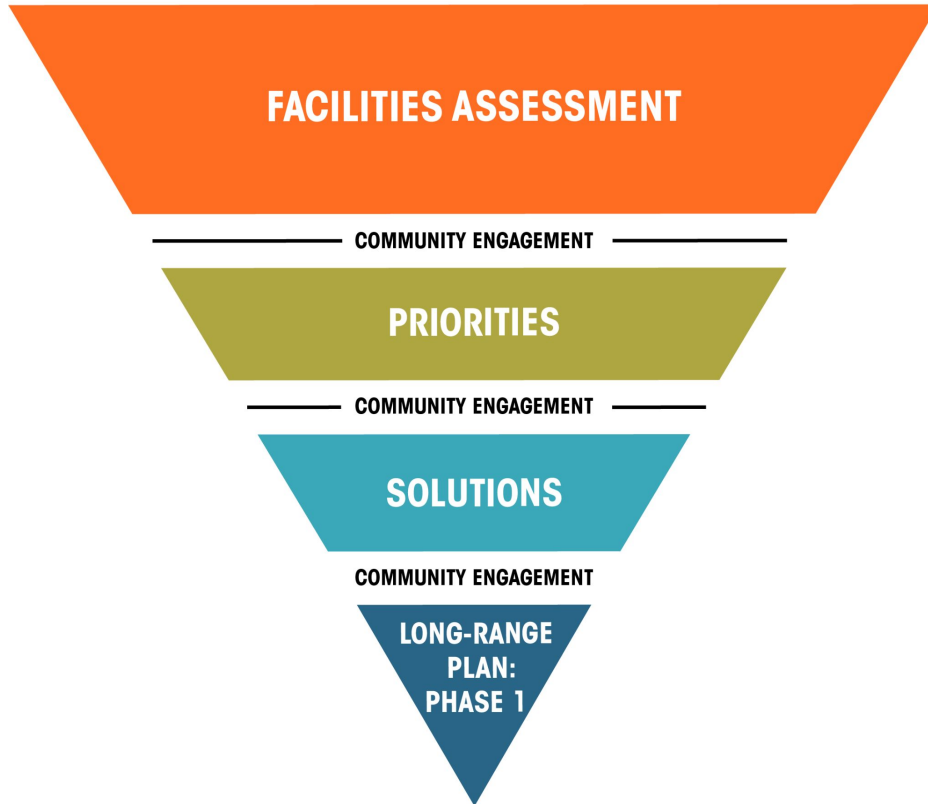 FACILITIES ASSESSMENT
COMMUNITY ENGAGEMENT
PRIORITIES
COMMUNITY ENGAGEMENT
SOLUTIONS
COMMUNITY ENGAGEMENT
LONG-RANGE
PLAN:
PHASE 1